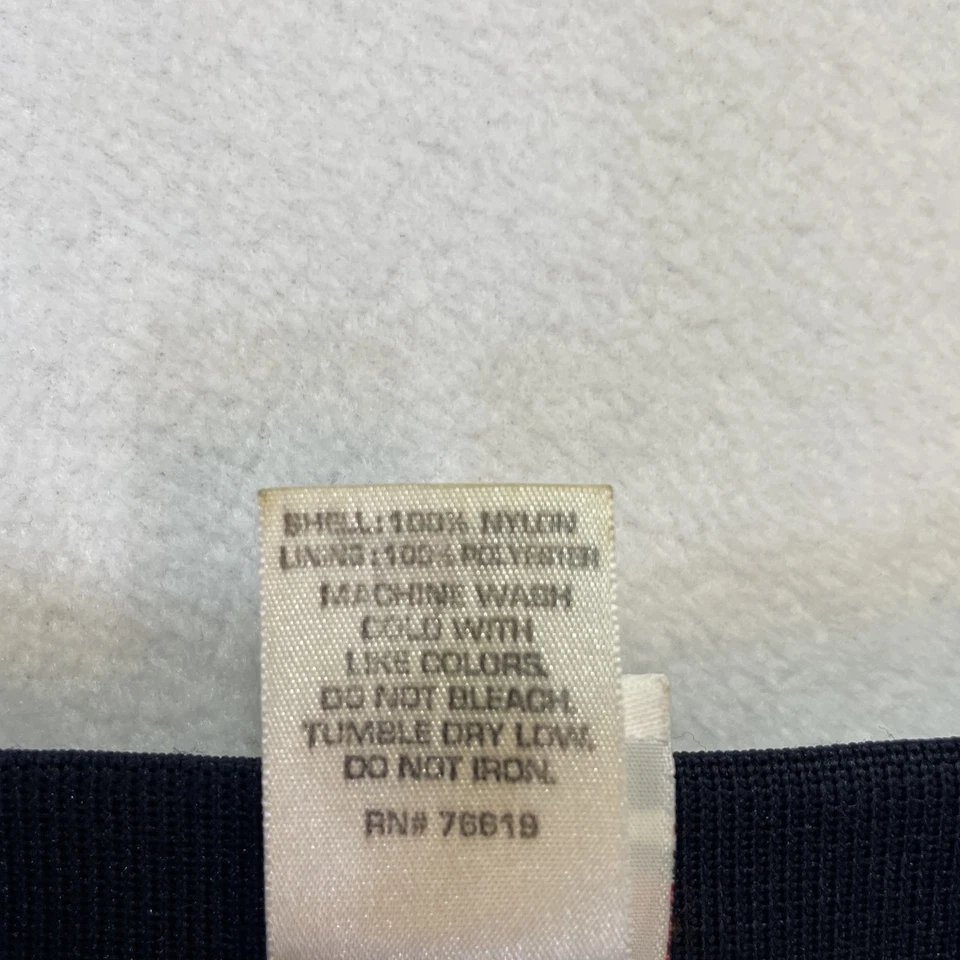 SHELL: 100% NYLON
LINING: 100% POLYESTER
MACHINE WASH
COLD WITH
LIKE COLORS.
DO NOT BLEACH.
TUMBLE DRY LOW.
DO NOT IRON.
RN# 76619